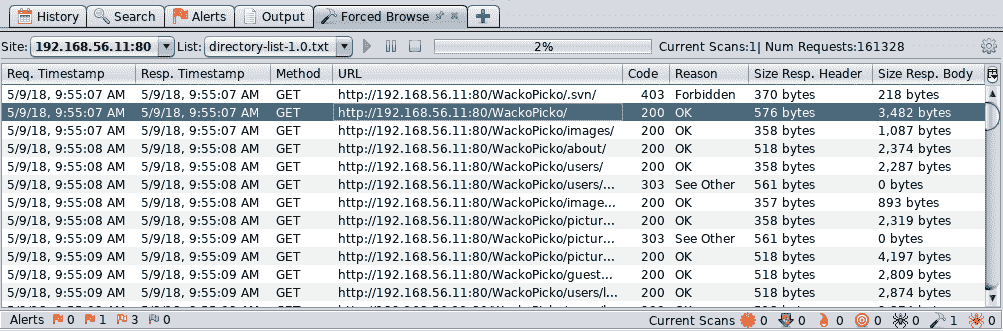 History Search Alerts Output Forced Browse
Site: 192.168.56.11:80 List: directory-list-1.0.txt 2% Current Scans:1| Num Requests:161328
Req. Timestamp Resp. Timestamp Method URL Code Reason Size Resp. Header Size Resp. Body
5/9/18, 9:55:07 AM 5/9/18, 9:55:07 AM GET http://192.168.56.11:80/WackoPicko/.svn/ 403 Forbidden 370 bytes 218 bytes
5/9/18, 9:55:07 AM 5/9/18, 9:55:07 AM GET http://192.168.56.11:80/WackoPicko/ 200 OK 576 bytes 3,482 bytes
5/9/18, 9:55:07 AM 5/9/18, 9:55:07 AM GET http://192.168.56.11:80/WackoPicko/images/ 200 OK 358 bytes 1,087 bytes
5/9/18, 9:55:08 AM 5/9/18, 9:55:08 AM GET http://192.168.56.11:80/WackoPicko/about/ 200 OK 518 bytes 2,374 bytes
5/9/18, 9:55:08 AM 5/9/18, 9:55:08 AM GET http://192.168.56.11:80/WackoPicko/users/ 200 OK 358 bytes 2,287 bytes
5/9/18, 9:55:08 AM 5/9/18, 9:55:08 AM GET http://192.168.56.11:80/WackoPicko/users/... 303 See Other 561 bytes 0 bytes
5/9/18, 9:55:08 AM 5/9/18, 9:55:08 AM GET http://192.168.56.11:80/WackoPicko/image... 200 OK 357 bytes 893 bytes
5/9/18, 9:55:09 AM 5/9/18, 9:55:09 AM GET http://192.168.56.11:80/WackoPicko/pictur... 200 OK 358 bytes 2,319 bytes
5/9/18, 9:55:09 AM 5/9/18, 9:55:09 AM GET http://192.168.56.11:80/WackoPicko/pictur... 303 See Other 561 bytes 0 bytes
5/9/18, 9:55:09 AM 5/9/18, 9:55:09 AM GET http://192.168.56.11:80/WackoPicko/pictur... 200 OK 518 bytes 4,197 bytes
5/9/18, 9:55:09 AM 5/9/18, 9:55:09 AM GET http://192.168.56.11:80/WackoPicko/guest... 200 OK 518 bytes 2,809 bytes
5/9/18, 9:55:09 AM 5/9/18, 9:55:09 AM GET http://192.168.56.11:80/WackoPicko/users/l... 200 OK 518 bytes 2,874 bytes
Alerts 0 1 3 0 Current Scans 0 0 0 0 0 1 0